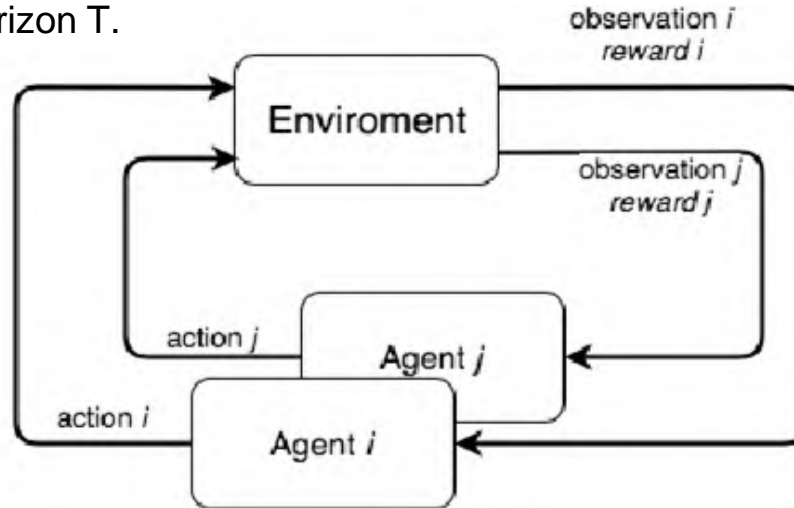 rizon T.
observation i
reward i
Enviroment
observation j
reward j
action j
Agent j
action i
Agent i